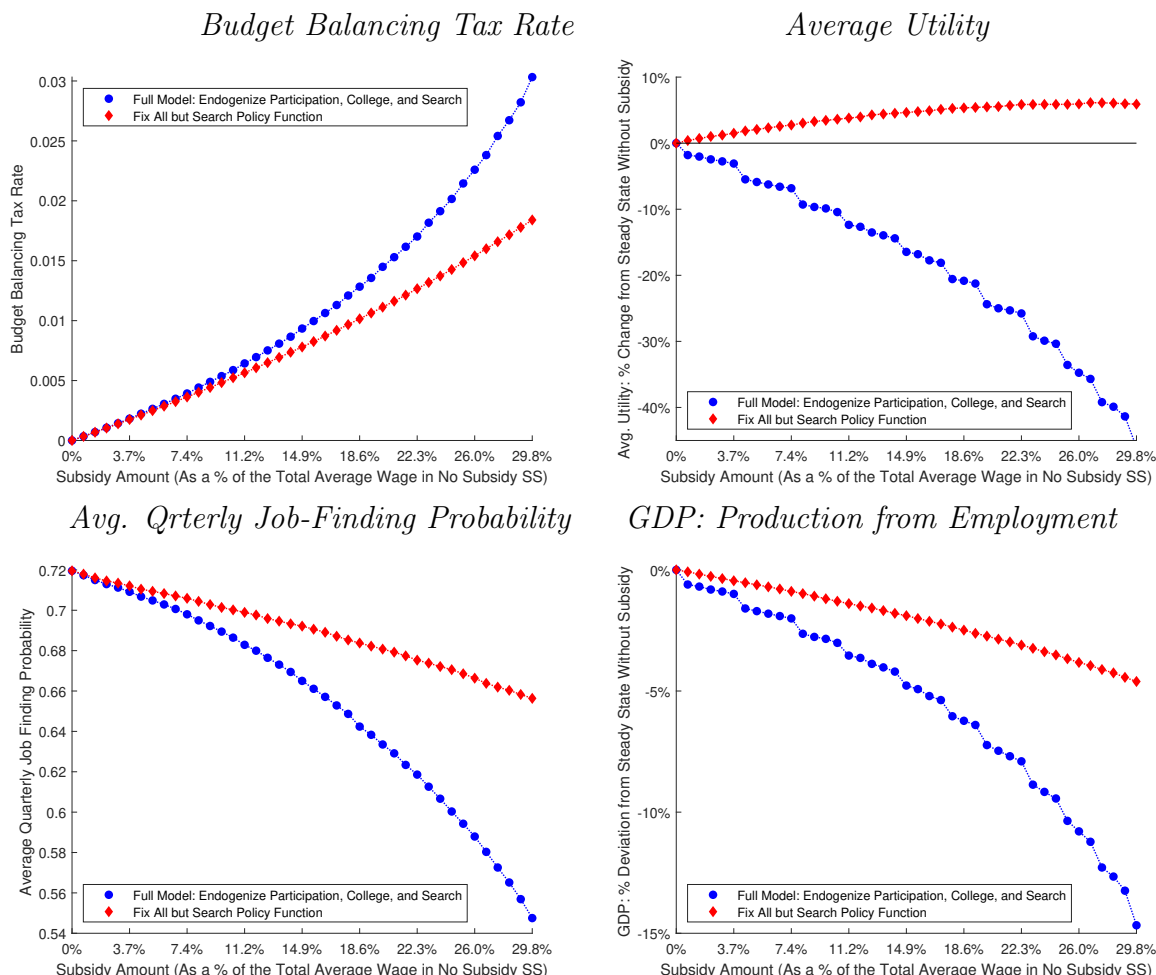 Budget Balancing Tax Rate
Average Utility
Budget Balancing Tax Rate
0.03
0.025
0.02
0.015
0.01
0.005
0
Full Model: Endogenize Participation, College, and Search
Fix All but Search Policy Function
0% 3.7% 7.4% 11.2% 14.9% 18.6% 22.3% 26.0% 29.8%
Subsidy Amount (As a % of the Total Average Wage in No Subsidy SS)
Avg. Utility: % Change from Steady State Without Subsidy
10%
0%
-10%
-20%
-30%
-40%
Full Model: Endogenize Participation, College, and Search
Fix All but Search Policy Function
0% 3.7% 7.4% 11.2% 14.9% 18.6% 22.3% 26.0% 29.8%
Subsidy Amount (As a % of the Total Average Wage in No Subsidy SS)
Avg. Qrterly Job-Finding Probability
GDP: Production from Employment
Average Quarterly Job Finding Probability
0.72
0.7
0.68
0.66
0.64
0.62
0.6
0.58
0.56
0.54
Full Model: Endogenize Participation, College, and Search
Fix All but Search Policy Function
0% 3.7% 7.4% 11.2% 14.9% 18.6% 22.3% 26.0% 29.8%
Subsidy Amount (As a % of the Total Average Wage in No Subsidy SS)
GDP: % Deviation from Steady State Without Subsidy
0%
-5%
-10%
-15%
Full Model: Endogenize Participation, College, and Search
Fix All but Search Policy Function
0% 3.7% 7.4% 11.2% 14.9% 18.6% 22.3% 26.0% 29.8%
Subsidy Amount (As a % of the Total Average Wage in No Subsidy SS)